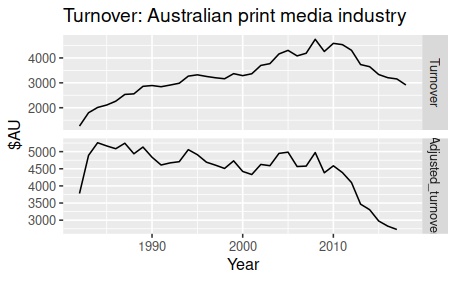 Turnover: Australian print media industry
4000
3000
2000
Turnover
5000
4500
4000
3500
3000
Adjusted_turnove
$AU
1990
2000
2010
Year